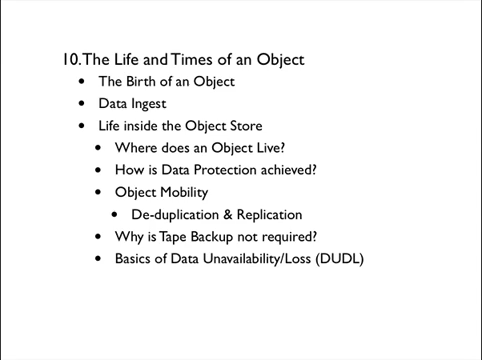 10. The Life and Times of an Object
• The Birth of an Object
• Data Ingest
• Life inside the Object Store
• Where does an Object Live?
• How is Data Protection achieved?
• Object Mobility
• De-duplication & Replication
• Why is Tape Backup not required?
• Basics of Data Unavailability/Loss (DUDL)